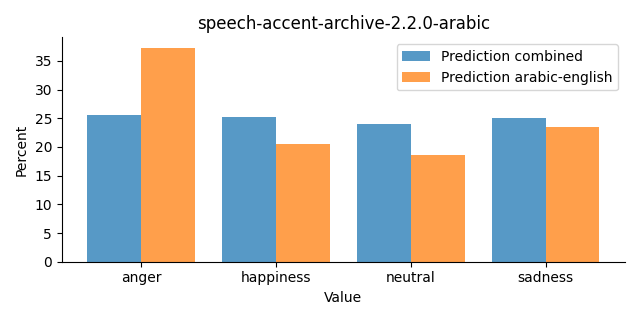 speech-accent-archive-2.2.0-arabic
Prediction combined
Prediction arabic-english
Percent
35
30
25
20
15
10
5
0
anger happiness neutral sadness
Value